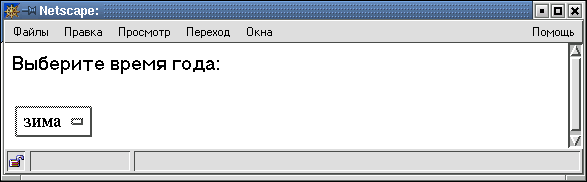 Netscape:
Файлы Правка Просмотр Переход Окна Помощь
Выберите время года:
зима